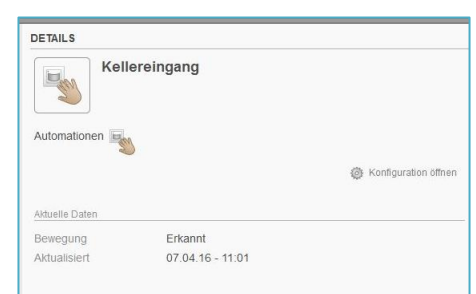 DETAILS
Kellereingang
Automationen
Konfiguration öffnen
Aktuelle Daten
Bewegung Erkannt
Aktualisiert 07.04.16 - 11:01